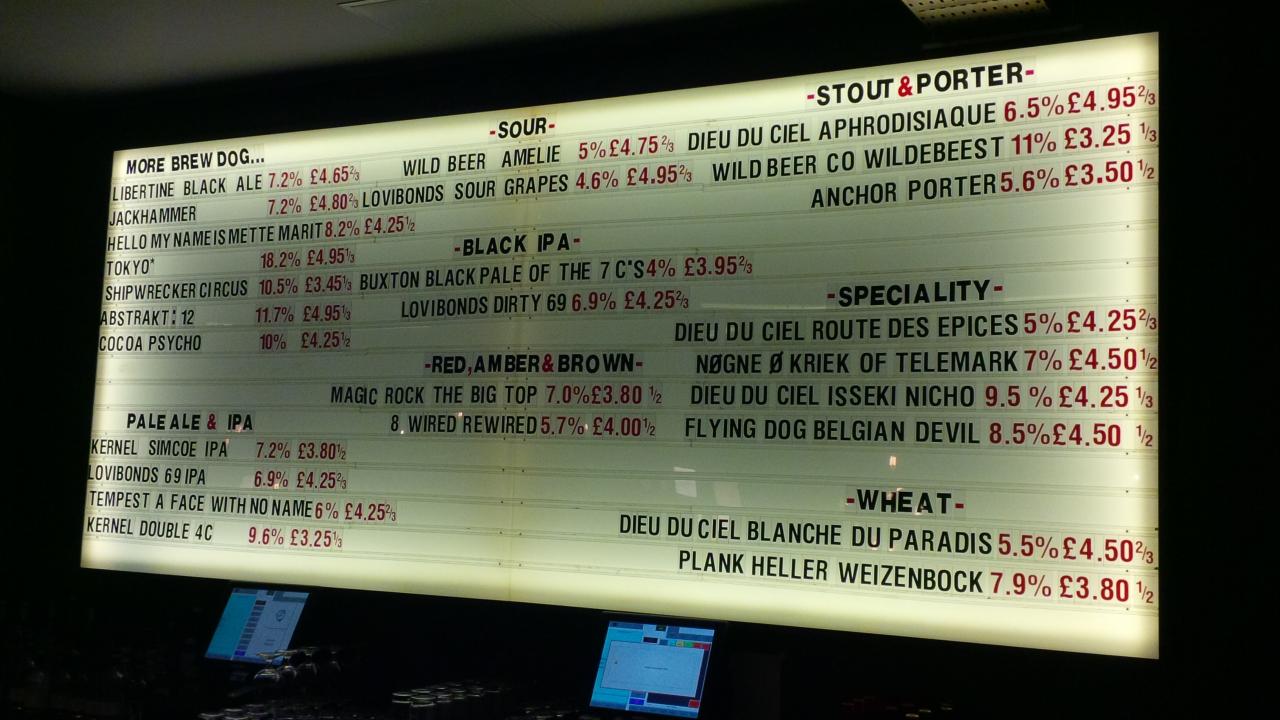 MORE BREW DOG...
LIBERTINE BLACK ALE 7.2% £4.65 2/3
JACKHAMMER 7.2% £4.80 2/3
HELLO MY NAME IS METTE MARIT 8.2% £4.25 1/2
TOKYO* 18.2% £4.95 1/3
SHIPWRECKER CIRCUS 10.5% £3.45 1/3
ABSTRAKT: 12 11.7% £4.95 1/3
COCOA PSYCHO 10% £4.25 1/2
PALE ALE & IPA
KERNEL SIMCOE IPA 7.2% £3.80 1/2
LOVIBONDS 69 IPA 6.9% £4.25 2/3
TEMPEST A FACE WITH NO NAME 6% £4.25 2/3
KERNEL DOUBLE 4C 9.6% £3.25 1/3
-SOUR-
WILD BEER AMELIE 5% £4.75 2/3
LOVIBONDS SOUR GRAPES 4.6% £4.95 2/3
-BLACK IPA-
BUXTON BLACK PALE OF THE 7 C'S 4% £3.95 2/3
LOVIBONDS DIRTY 69 6.9% £4.25 2/3
-RED, AMBER & BROWN-
MAGIC ROCK THE BIG TOP 7.0% £3.80 1/2
8 WIRED REWIRED 5.7% £4.00 1/2
-STOUT & PORTER-
DIEU DU CIEL APHRODISIAQUE 6.5% £4.95 2/3
WILD BEER CO WILDEBEEST 11% £3.25 1/3
ANCHOR PORTER 5.6% £3.50 1/2
-SPECIALITY-
DIEU DU CIEL ROUTE DES EPICES 5% £4.25 2/3
NØGNE Ø KRIEK OF TELEMARK 7% £4.50 1/2
DIEU DU CIEL ISSEKI NICHO 9.5% £4.25 1/3
FLYING DOG BELGIAN DEVIL 8.5% £4.50 1/2
-WHEAT-
DIEU DU CIEL BLANCHE DU PARADIS 5.5% £4.50 2/3
PLANK HELLER WEIZENBOCK 7.9% £3.80 1/2